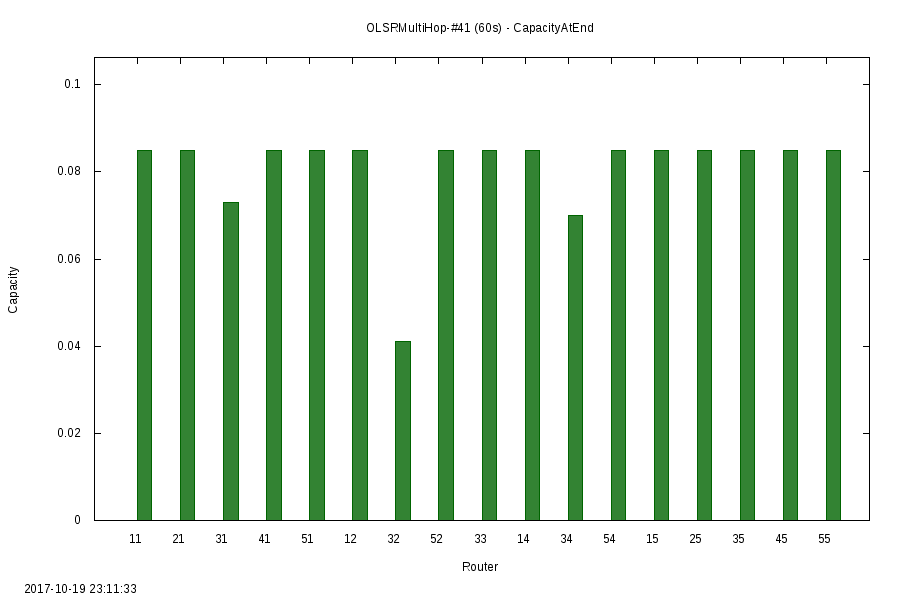 OLSRMultiHop-#41 (60s) - CapacityAtEnd
0.1
0.08
0.06
0.04
0.02
0
Capacity
11 21 31 41 51 12 32 52 33 14 34 54 15 25 35 45 55
Router
2017-10-19 23:11:33